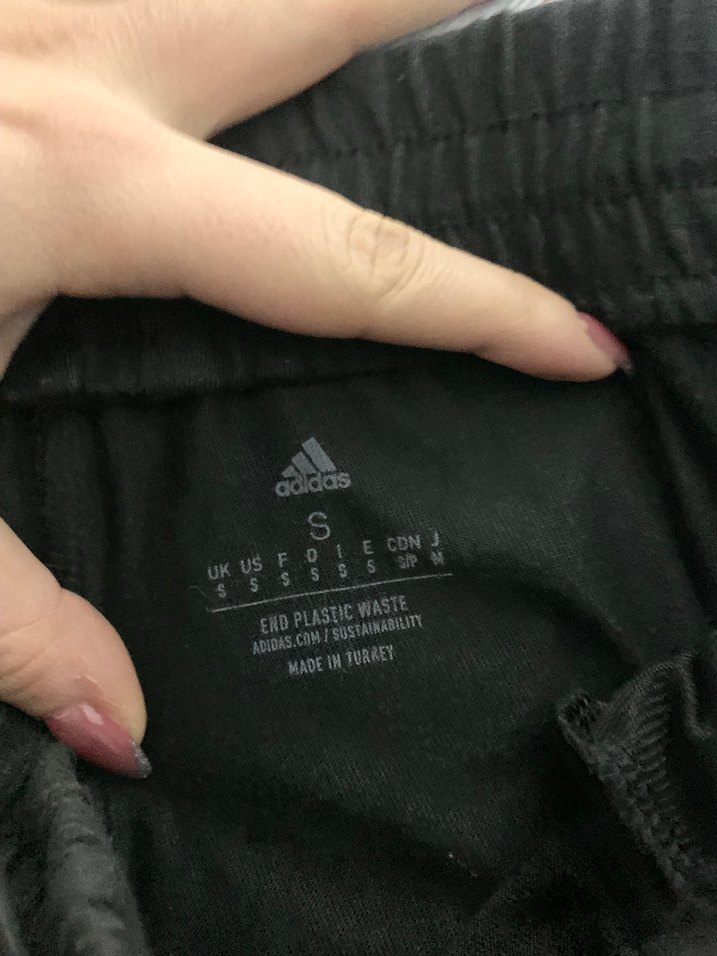 adidas
S
UK US F D I E CDN J
S S S S S S S/P M
END PLASTIC WASTE
ADIDAS.COM / SUSTAINABILITY
MADE IN TURKEY